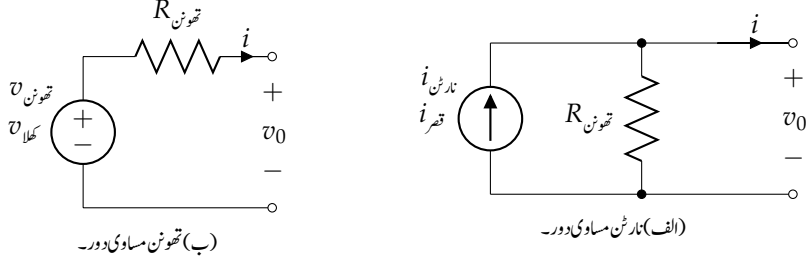 R تھونن
i
v تھونن
v کھلا
+
−
+
v0
−
(ب) تھونن مساوی دور۔
i
i نارٹن
i قصر
R تھونن
+
v0
−
(الف) نارٹن مساوی دور۔